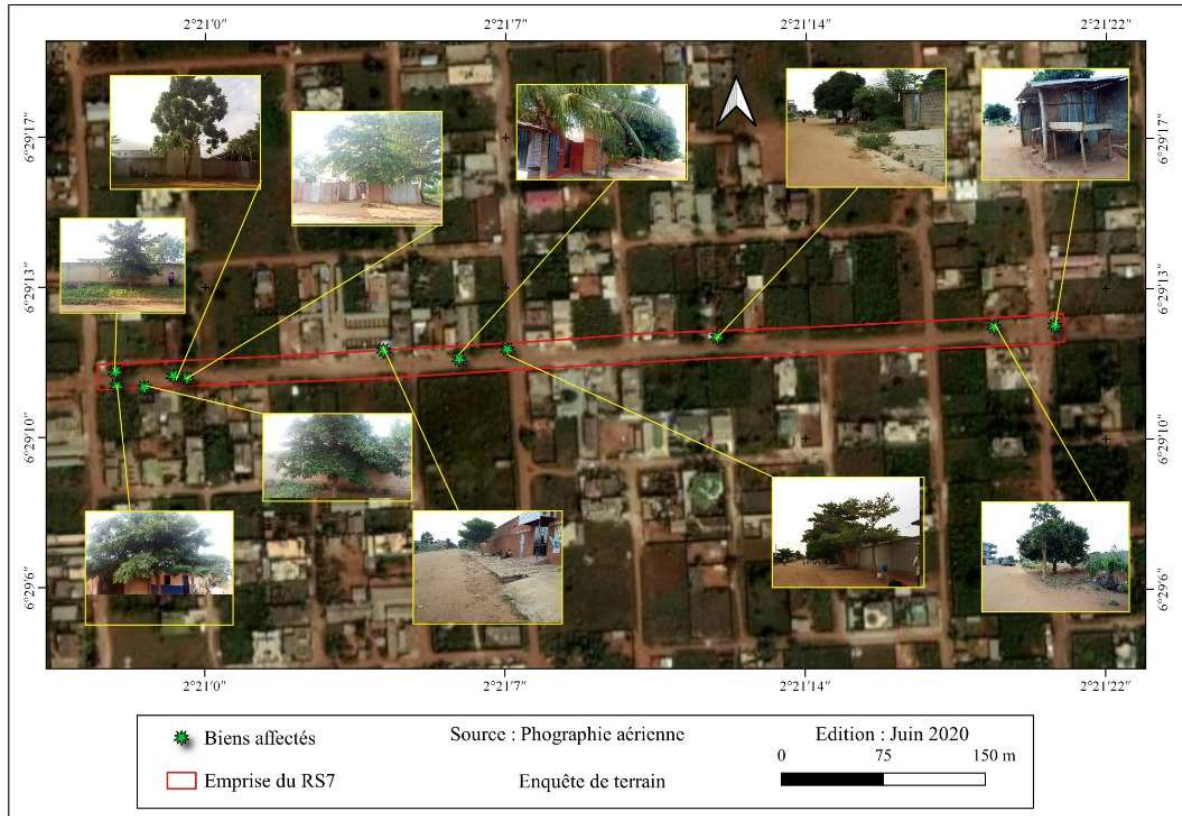 2°21′0″ 2°21′7″ 2°21′14″ 2°21′22″
6°29′17″ 6°29′17″
6°29′13″ 6°29′13″
6°29′10″ 6°29′10″
6°29′6″ 6°29′6″
2°21′0″ 2°21′7″ 2°21′14″ 2°21′22″
Biens affectés Source : Phographie aérienne Edition : Juin 2020
0 75 150 m
Emprise du RS7 Enquête de terrain